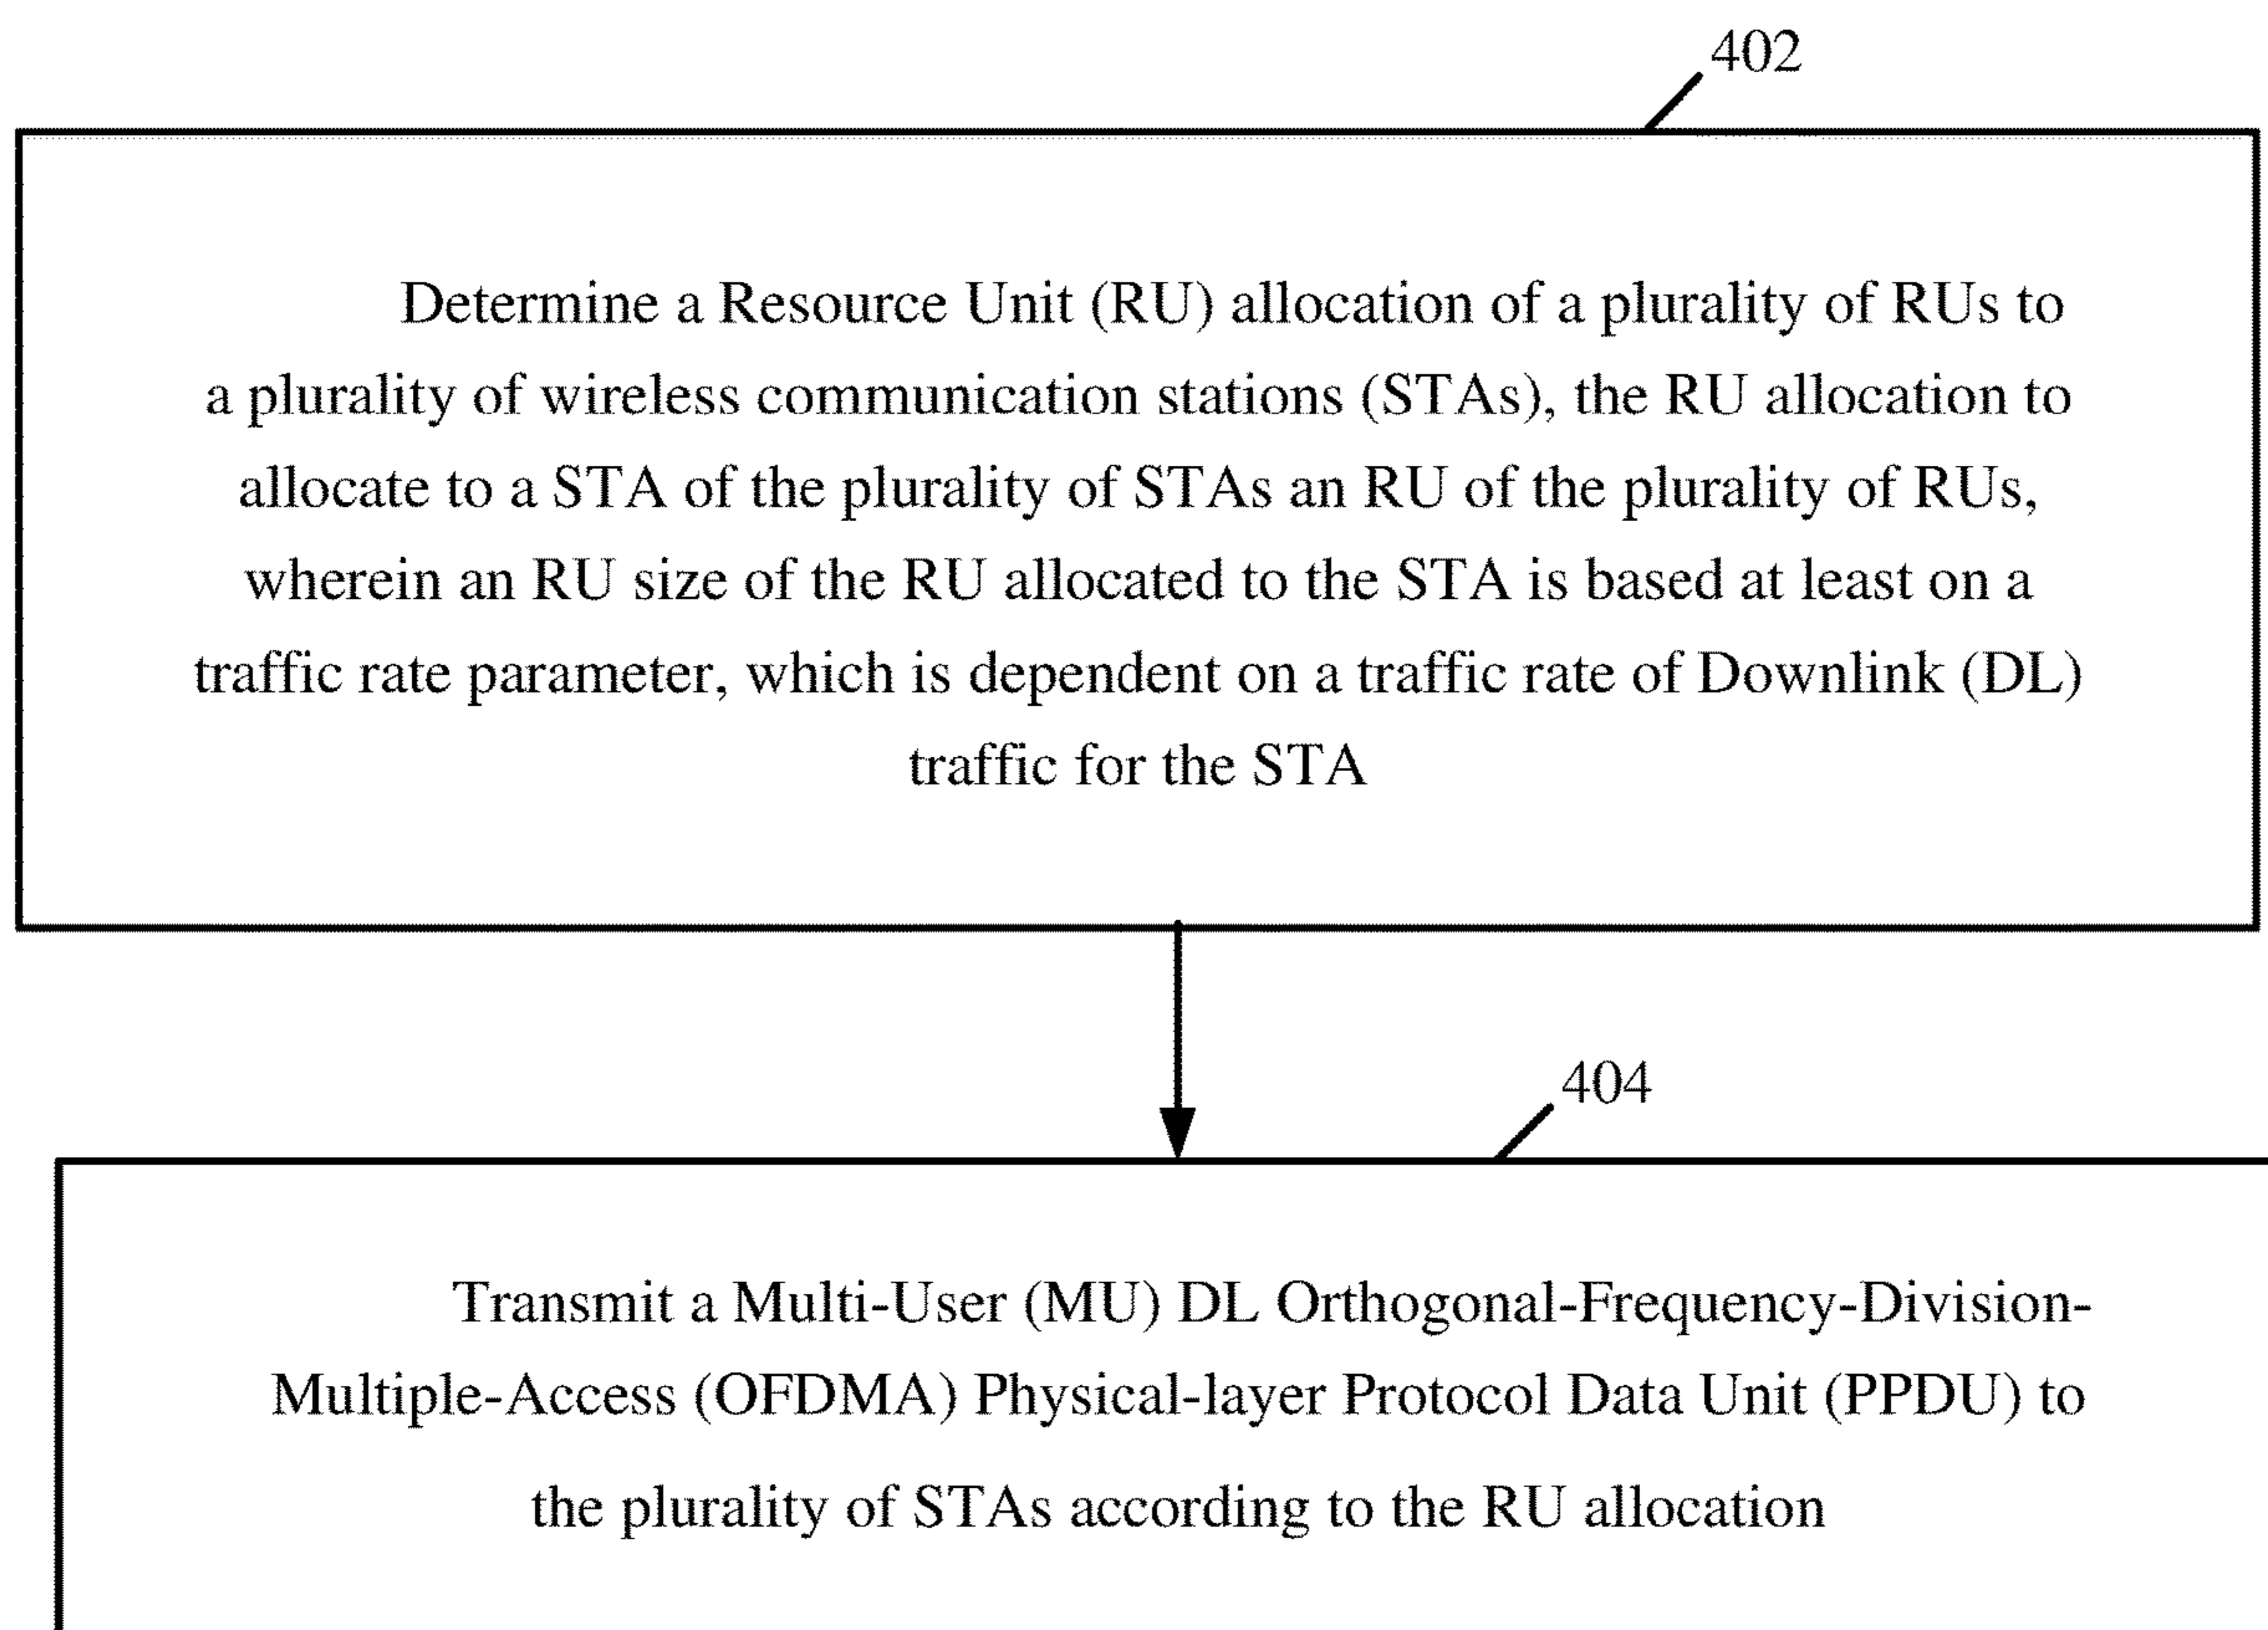 402
Determine a Resource Unit (RU) allocation of a plurality of RUs to
a plurality of wireless communication stations (STAs), the RU allocation to
allocate to a STA of the plurality of STAs an RU of the plurality of RUs,
wherein an RU size of the RU allocated to the STA is based at least on a
traffic rate parameter, which is dependent on a traffic rate of Downlink (DL)
traffic for the STA
404
Transmit a Multi-User (MU) DL Orthogonal-Frequency-Division-
Multiple-Access (OFDMA) Physical-layer Protocol Data Unit (PPDU) to
the plurality of STAs according to the RU allocation